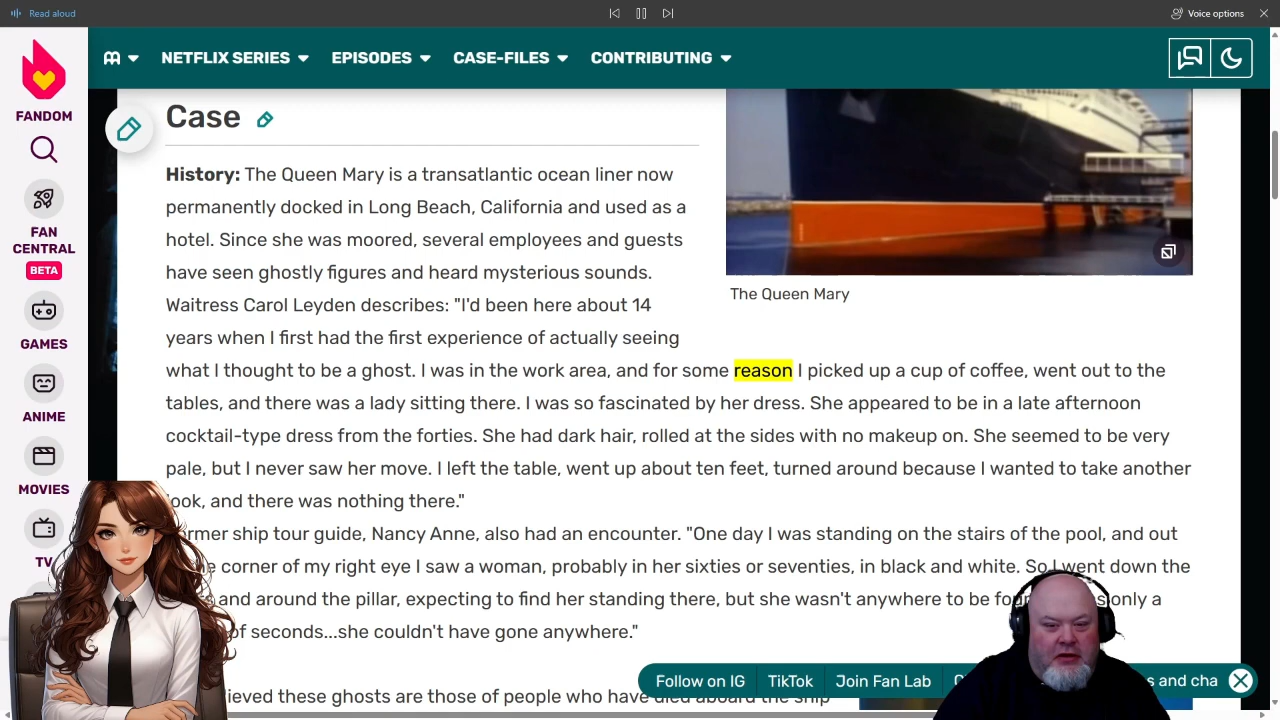 Read aloud
Voice options
FANDOM
FAN
CENTRAL
BETA
GAMES
ANIME
MOVIES
TV
NETFLIX SERIES
EPISODES
CASE-FILES
CONTRIBUTING
Case
History: The Queen Mary is a transatlantic ocean liner now
permanently docked in Long Beach, California and used as a
hotel. Since she was moored, several employees and guests
have seen ghostly figures and heard mysterious sounds.
Waitress Carol Leyden describes: "I'd been here about 14
years when I first had the first experience of actually seeing
what I thought to be a ghost. I was in the work area, and for some reason I picked up a cup of coffee, went out to the
tables, and there was a lady sitting there. I was so fascinated by her dress. She appeared to be in a late afternoon
cocktail-type dress from the forties. She had dark hair, rolled at the sides with no makeup on. She seemed to be very
pale, but I never saw her move. I left the table, went up about ten feet, turned around because I wanted to take another
look, and there was nothing there."
ormer ship tour guide, Nancy Anne, also had an encounter. "One day I was standing on the stairs of the pool, and out
corner of my right eye I saw a woman, probably in her sixties or seventies, in black and white. So I went down the
and around the pillar, expecting to find her standing there, but she wasn't anywhere to be only a
of seconds...she couldn't have gone anywhere."
these ghosts are those of people who have died aboard the ship
The Queen Mary
Follow on IG
TikTok
Join Fan Lab
s and cha